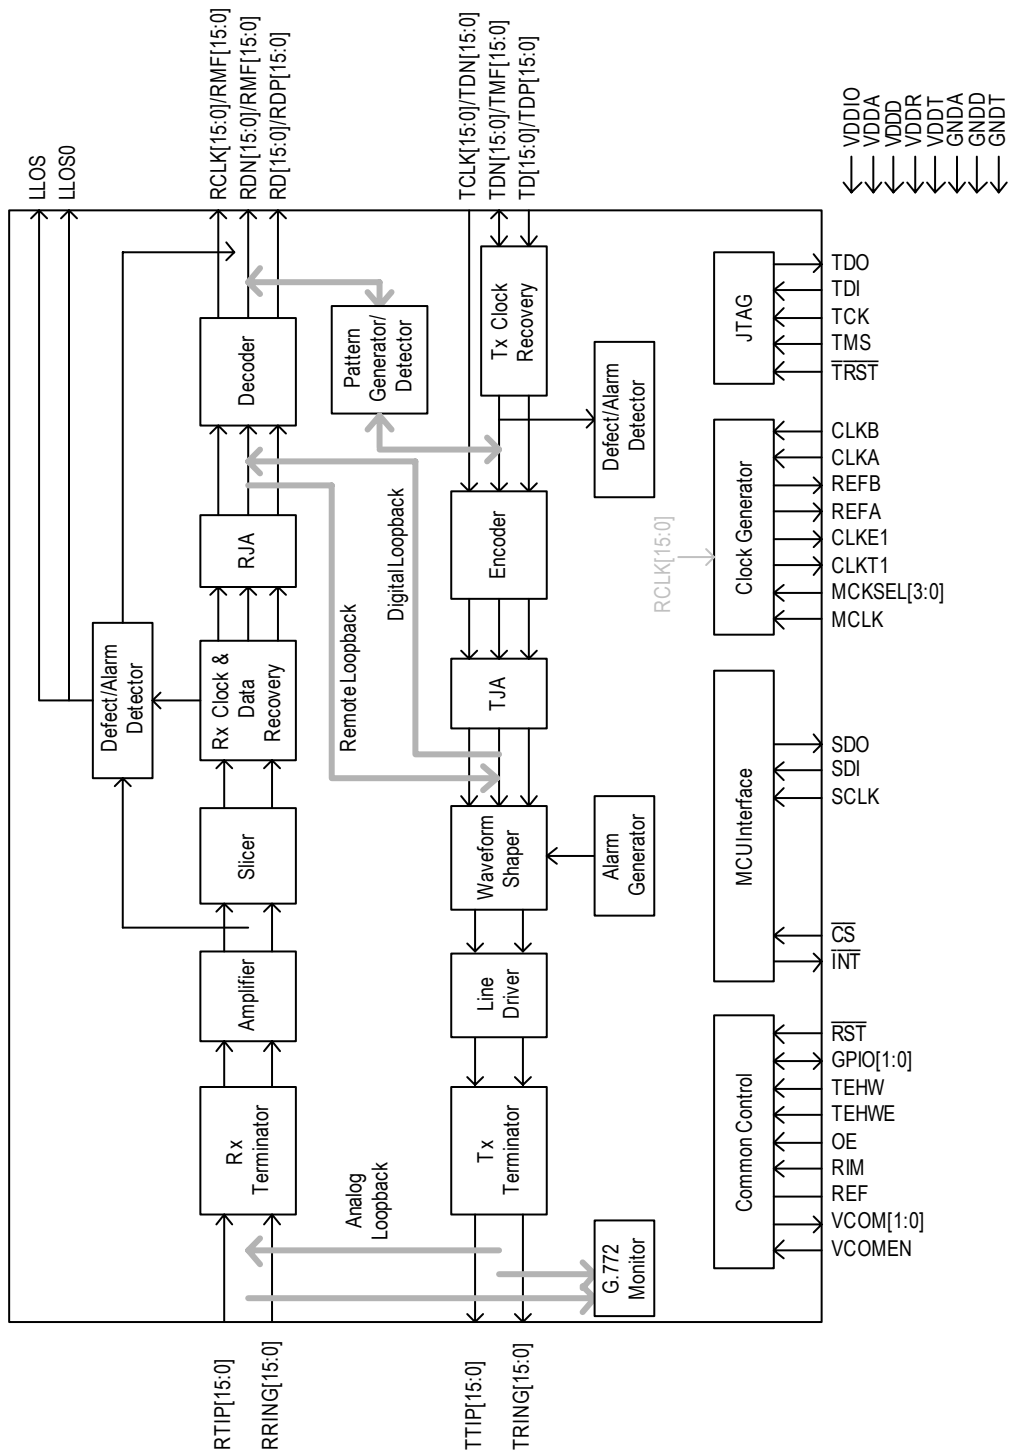 LLOS
LLOS0
RCLK[15:0]/RMF[15:0]
RDN[15:0]/RMF[15:0]
RD[15:0]/RDP[15:0]
TCLK[15:0]/TDN[15:0]
TDN[15:0]/TMF[15:0]
TD[15:0]/TDP[15:0]
VDDIO
VDDA
VDDD
VDDR
VDDT
GNDA
GNDD
GNDT
Decoder
Pattern
Generator/
Detector
Tx Clock
Recovery
Defect/Alarm
Detector
RJA
Digital Loopback
Encoder
Defect/Alarm
Detector
Rx Clock &
Data
Recovery
Remote Loopback
TJA
Slicer
Waveform
Shaper
Alarm
Generator
Amplifier
Line
Driver
Rx
Terminator
Analog
Loopback
Tx
Terminator
G.772
Monitor
RTIP[15:0]
RRING[15:0]
TTIP[15:0]
TRING[15:0]
JTAG
TDO
TDI
TCK
TMS
TRST
RCLK[15:0]
Clock Generator
CLKB
CLKA
REFB
REFA
CLKE1
CLKT1
MCKSEL[3:0]
MCLK
MCU Interface
SDO
SDI
SCLK
CS
INT
Common Control
RST
GPIO[1:0]
TEHW
TEHWE
OE
RIM
REF
VCOM[1:0]
VCOMEN